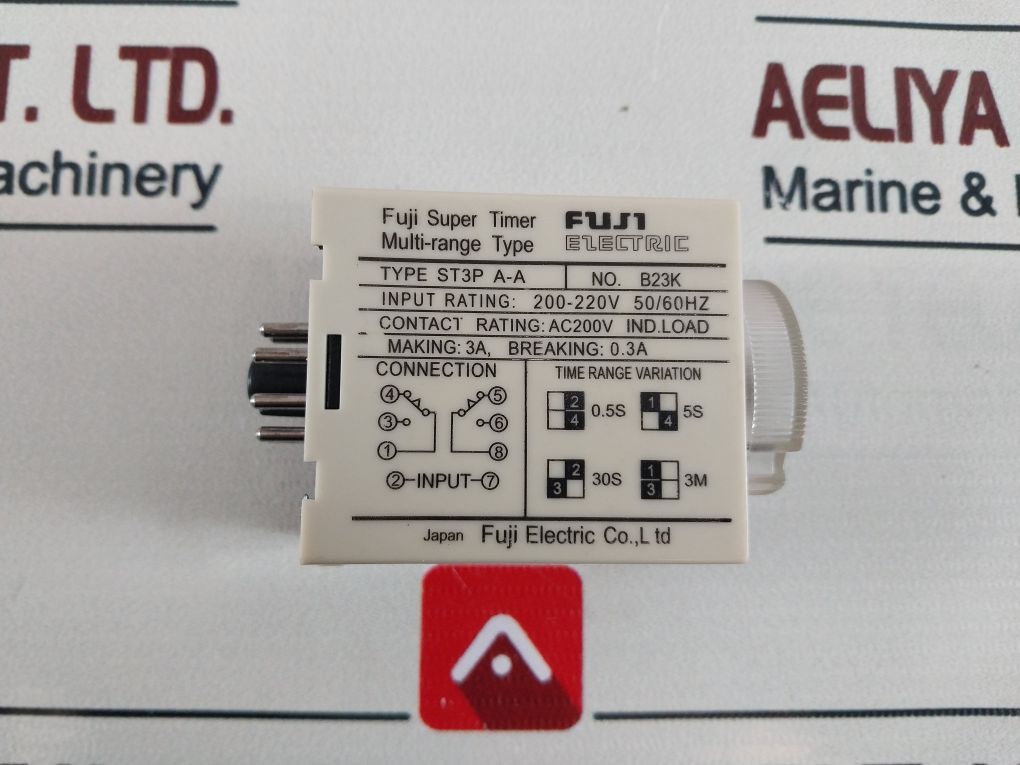 T. LTD.
achinery
AELIYA
Marine &
Fuji Super Timer
Multi-range Type
FUJI
ELECTRIC
TYPE ST3P A-A
NO. B23K
INPUT RATING: 200-220V 50/60HZ
CONTACT RATING: AC200V IND.LOAD
MAKING: 3A, BREAKING: 0.3A
CONNECTION
4 5
3 6
1 8
2 INPUT 7
TIME RANGE VARIATION
2 4 0.5S
1 4 5S
2 3 30S
1 3 3M
Japan Fuji Electric Co.,L td